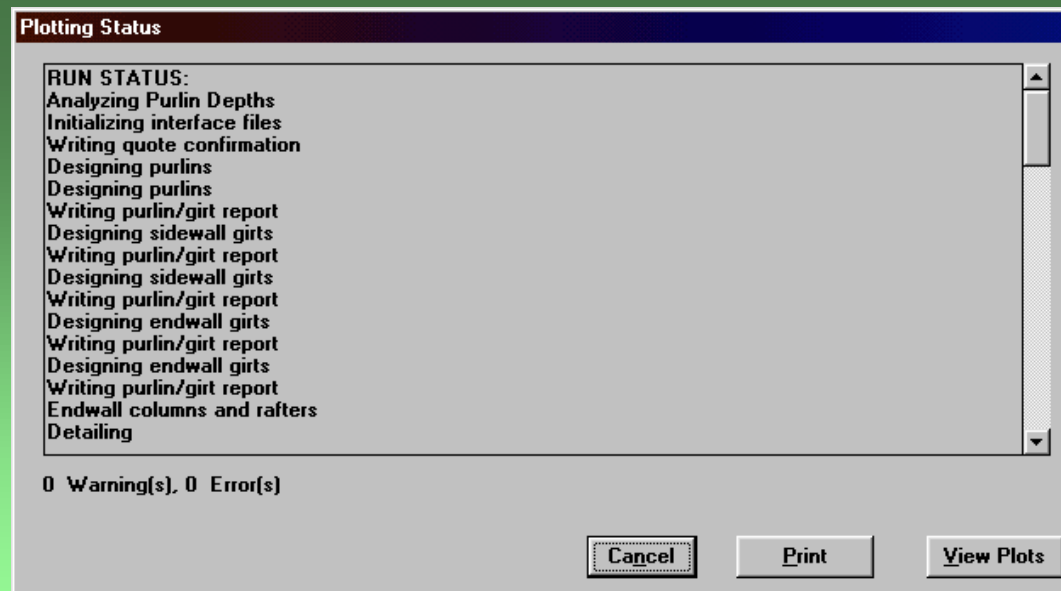 Plotting Status
RUN STATUS:
Analyzing Purlin Depths
Initializing interface files
Writing quote confirmation
Designing purlins
Designing purlins
Writing purlin/girt report
Designing sidewall girts
Writing purlin/girt report
Designing sidewall girts
Writing purlin/girt report
Designing endwall girts
Writing purlin/girt report
Designing endwall girts
Writing purlin/girt report
Endwall columns and rafters
Detailing
0 Warning(s), 0 Error(s)
Cancel Print View Plots